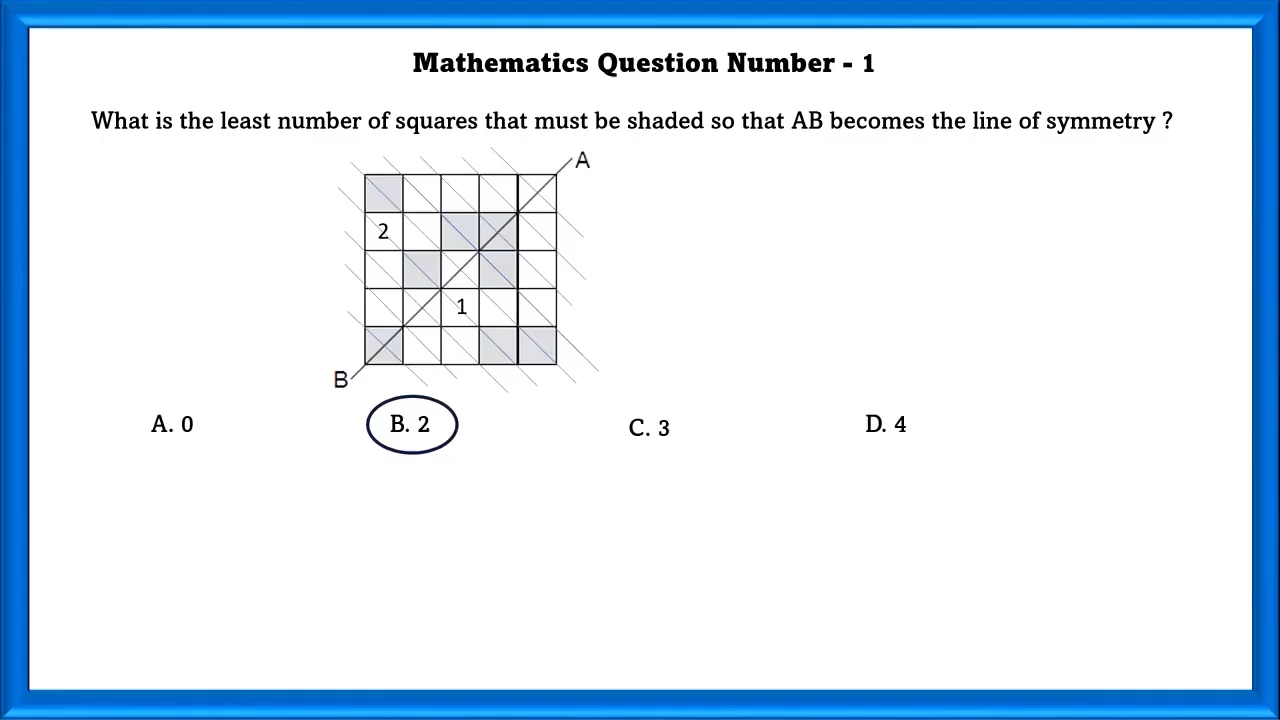 Mathematics Question Number - 1
What is the least number of squares that must be shaded so that AB becomes the line of symmetry ?
A
2
1
B
A. 0 B. 2 C. 3 D. 4